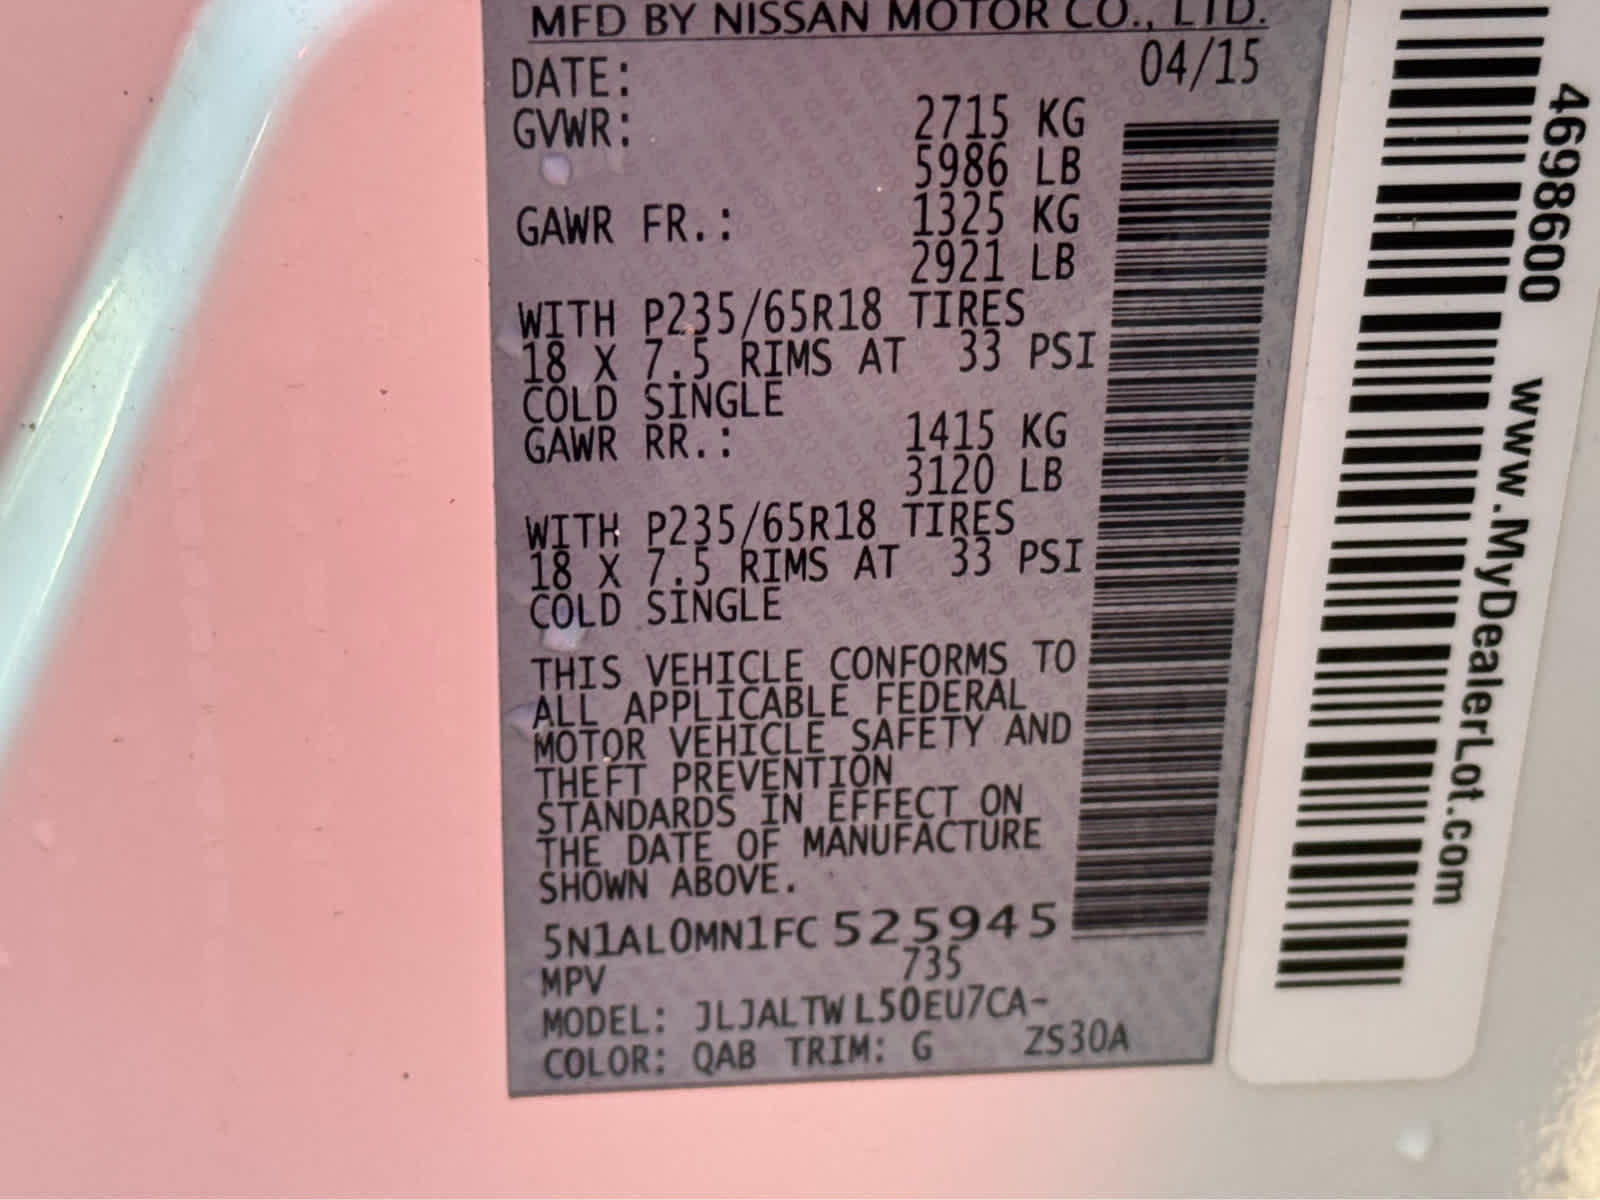 MFD BY NISSAN MOTOR CO., LTD.
DATE: 04/15
GVWR: 2715 KG
5986 LB
GAWR FR.: 1325 KG
2921 LB
WITH P235/65R18 TIRES
18 X 7.5 RIMS AT 33 PSI
COLD SINGLE
GAWR RR.: 1415 KG
3120 LB
WITH P235/65R18 TIRES
18 X 7.5 RIMS AT 33 PSI
COLD SINGLE
THIS VEHICLE CONFORMS TO
ALL APPLICABLE FEDERAL
MOTOR VEHICLE SAFETY AND
THEFT PREVENTION
STANDARDS IN EFFECT ON
THE DATE OF MANUFACTURE
SHOWN ABOVE.
5N1AL0MN1FC 525945
MPV 735
MODEL: JLJALTW L50EU7CA-
COLOR: QAB TRIM: G ZS30A
4698600 www.MyDealerLot.com